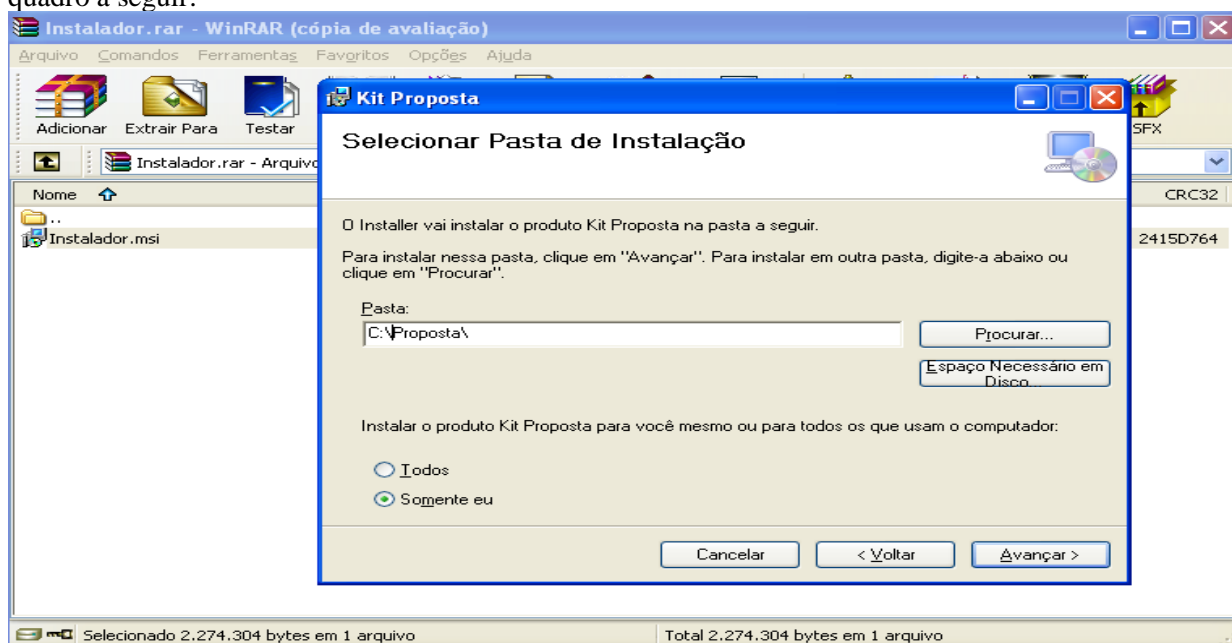 quadro a seguir:
Instalador.rar - WinRAR (cópia de avaliação)
Arquivo Comandos Ferramentas Favoritos Opções Ajuda
Adicionar Extrair Para Testar SFX
Instalador.rar - Arquivo
Nome CRC32
..
Instalador.msi 2415D764
Kit Proposta
Selecionar Pasta de Instalação
O Installer vai instalar o produto Kit Proposta na pasta a seguir.
Para instalar nessa pasta, clique em "Avançar". Para instalar em outra pasta, digite-a abaixo ou
clique em "Procurar".
Pasta:
C:\Proposta\
Procurar...
Espaço Necessário em
Disco...
Instalar o produto Kit Proposta para você mesmo ou para todos os que usam o computador:
Todos
Somente eu
Cancelar < Voltar Avançar >
Selecionado 2.274.304 bytes em 1 arquivo Total 2.274.304 bytes em 1 arquivo